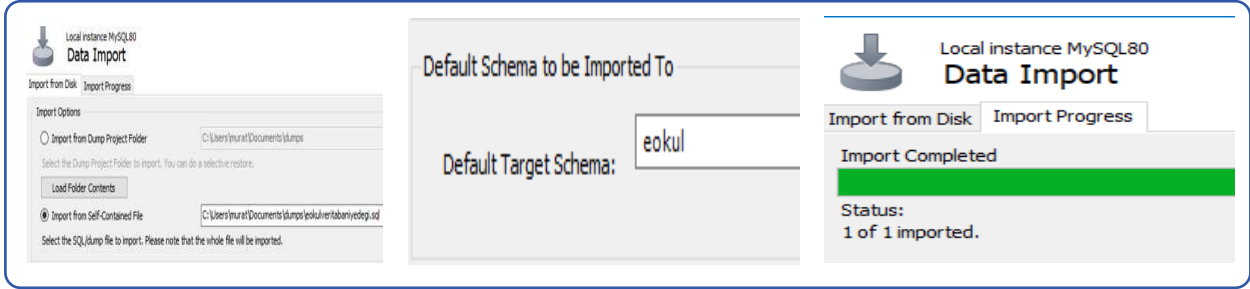 Local instance MySQL80
Data Import
Import from Disk Import Progress
Import Options
Import from Dump Project Folder C:\Users\murat\Documents\dumps
Select the Dump Project Folder to import. You can do a selective restore.
Load Folder Contents
Import from Self-Contained File C:\Users\murat\Documents\dumps\eokulveritabaniyedegi.sql
Select the SQL/dump file to import. Please note that the whole file will be imported.
Default Schema to be Imported To
Default Target Schema: eokul
Local instance MySQL80
Data Import
Import from Disk Import Progress
Import Completed
Status:
1 of 1 imported.